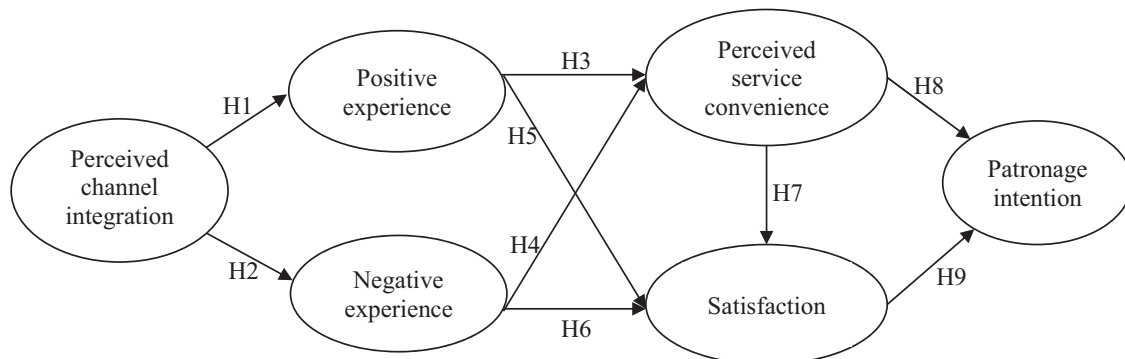 Perceived
channel
integration
H1
H2
Positive
experience
Negative
experience
H3
H5
H4
H6
Perceived
service
convenience
H7
Satisfaction
H8
H9
Patronage
intention